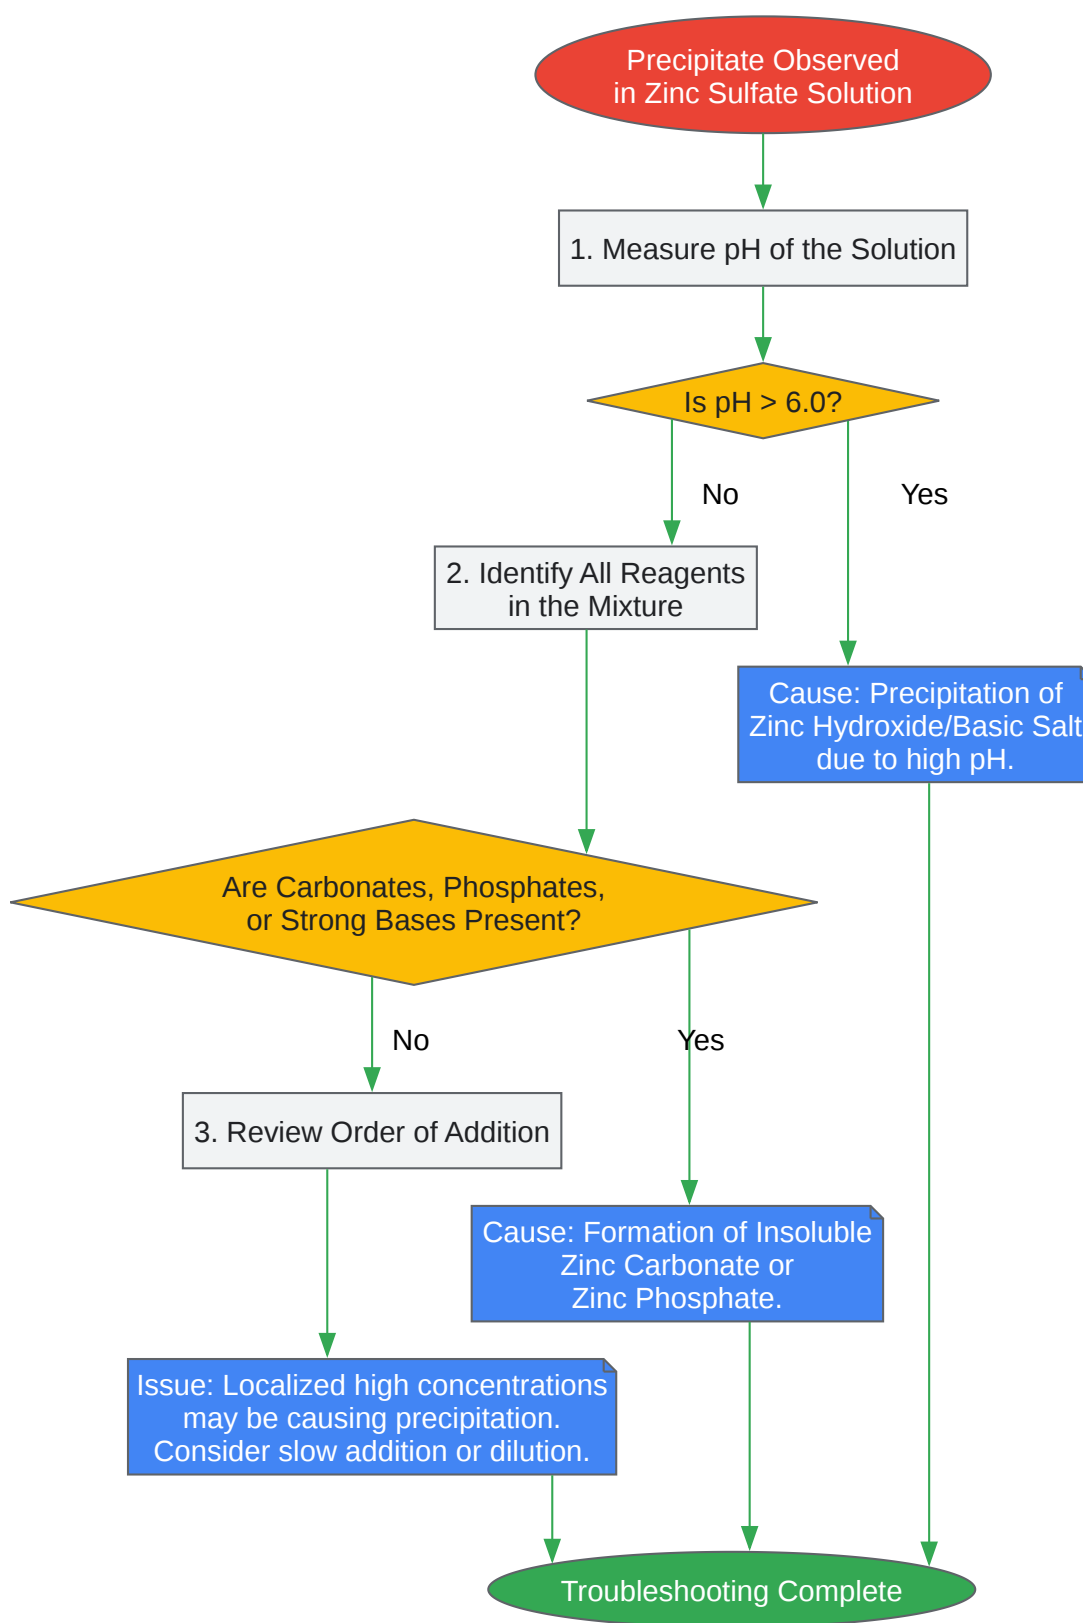 Precipitate Observed
in Zinc Sulfate Solution
1. Measure pH of the Solution
Is pH > 6.0?
No
Yes
2. Identify All Reagents
in the Mixture
Cause: Precipitation of
Zinc Hydroxide/Basic Salt
due to high pH.
Are Carbonates, Phosphates,
or Strong Bases Present?
No
Yes
3. Review Order of Addition
Cause: Formation of Insoluble
Zinc Carbonate or
Zinc Phosphate.
Issue: Localized high concentrations
may be causing precipitation.
Consider slow addition or dilution.
Troubleshooting Complete